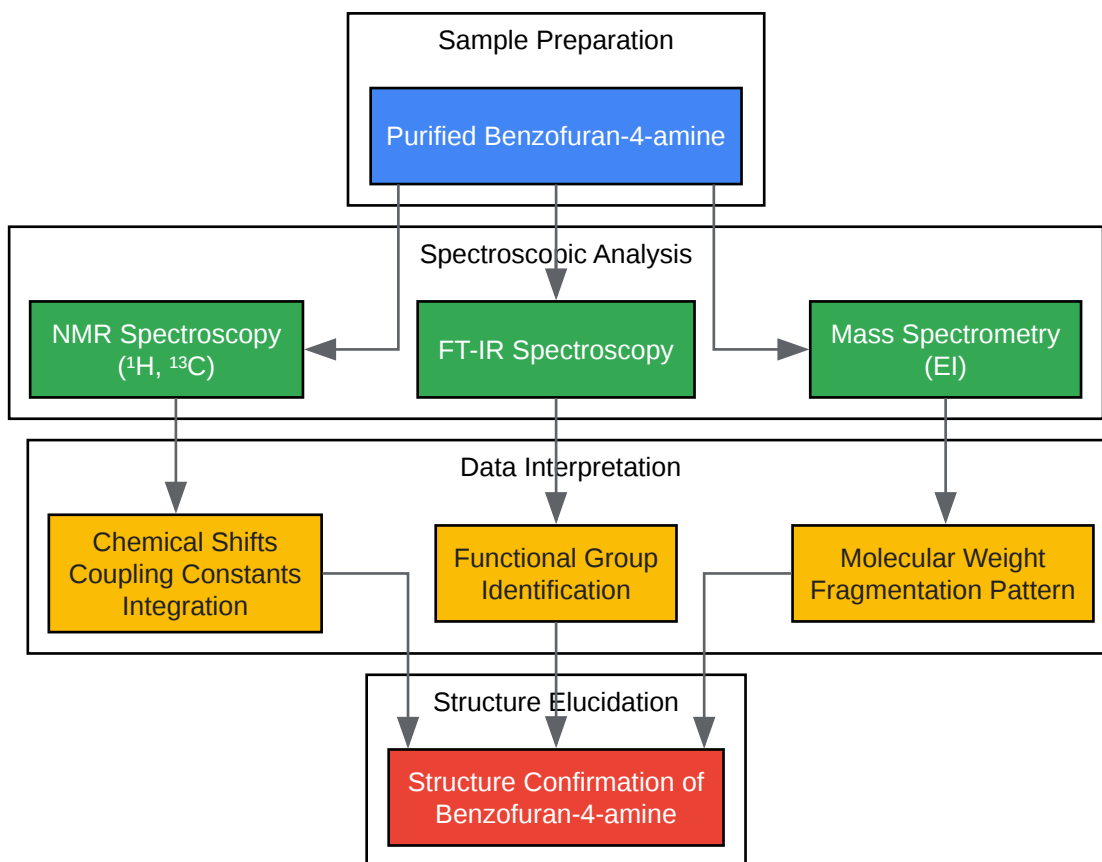 Sample Preparation
Purified Benzofuran-4-amine
Spectroscopic Analysis
NMR Spectroscopy
(¹H, ¹³C)
FT-IR Spectroscopy
Mass Spectrometry
(EI)
Data Interpretation
Chemical Shifts
Coupling Constants
Integration
Functional Group
Identification
Molecular Weight
Fragmentation Pattern
Structure Elucidation
Structure Confirmation of
Benzofuran-4-amine